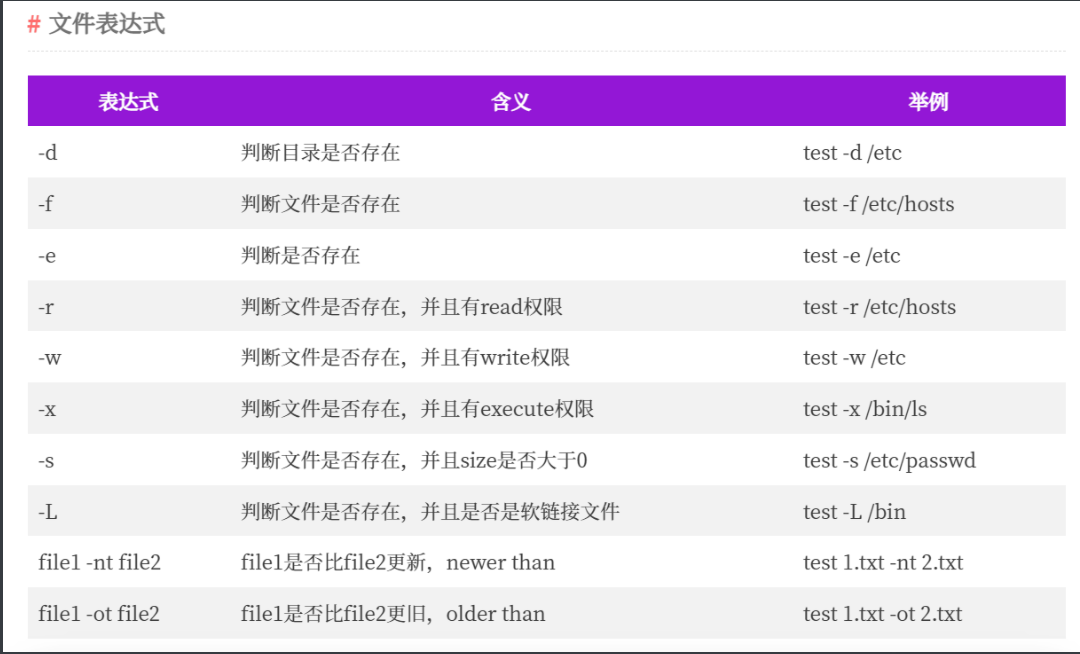 # 文件表达式
表达式 含义 举例
-d 判断目录是否存在 test -d /etc
-f 判断文件是否存在 test -f /etc/hosts
-e 判断是否存在 test -e /etc
-r 判断文件是否存在，并且有read权限 test -r /etc/hosts
-w 判断文件是否存在，并且有write权限 test -w /etc
-x 判断文件是否存在，并且有execute权限 test -x /bin/ls
-s 判断文件是否存在，并且size是否大于0 test -s /etc/passwd
-L 判断文件是否存在，并且是否是软链接文件 test -L /bin
file1 -nt file2 file1是否比file2更新，newer than test 1.txt -nt 2.txt
file1 -ot file2 file1是否比file2更旧，older than test 1.txt -ot 2.txt